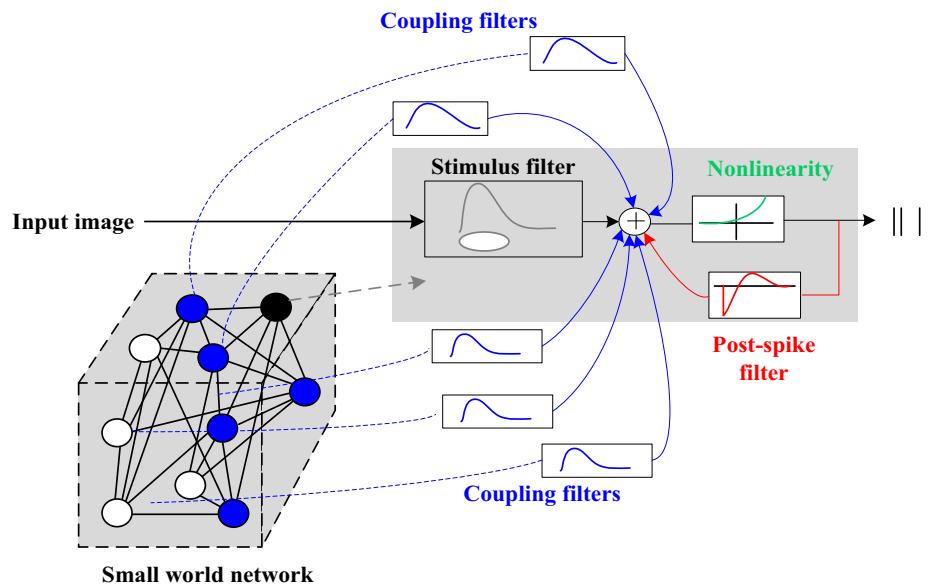 Coupling filters
Stimulus filter
Nonlinearity
Input image
Post-spike
filter
Coupling filters
Small world network